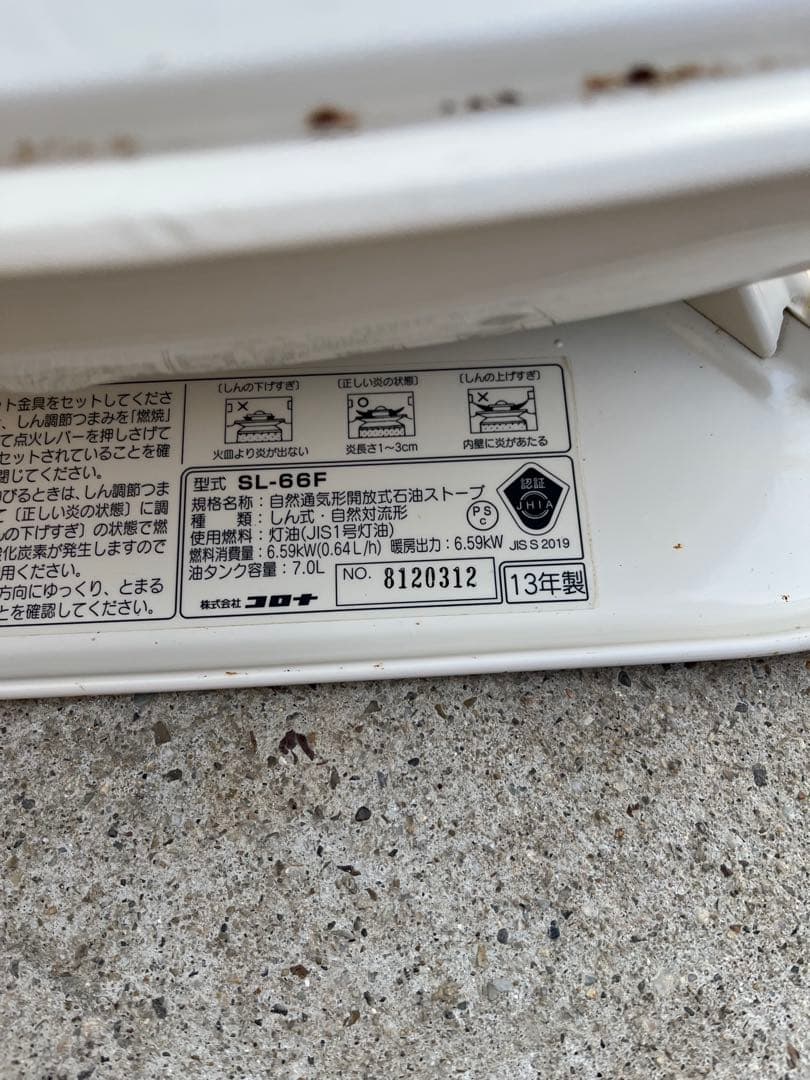 ット金具をセットしてくださ
、しん調節つまみを「燃焼」
て点火レバーを押しさげて
セットされていることを確
閉じてください。
びるときは、しん調節つま
て〔正しい炎の状態〕に調
んの下げすぎ〕の状態で燃
酸化炭素が発生しますので
用ください。
方向にゆっくり、とまる
とを確認してください。
〔しんの下げすぎ〕
火皿より炎が出ない
〔正しい炎の状態〕
炎長さ1~3cm
〔しんの上げすぎ〕
内壁に炎があたる
型式 SL-66F
規格名称:自然通気形開放式石油ストーブ
種 類:しん式・自然対流形
使用燃料:灯油(JIS1号灯油)
燃料消費量:6.59kW(0.64L/h) 暖房出力:6.59kW
油タンク容量:7.0L
PS
C
認証
JHIA
JIS S 2019
株式会社 コロナ
NO. 8120312
13年製